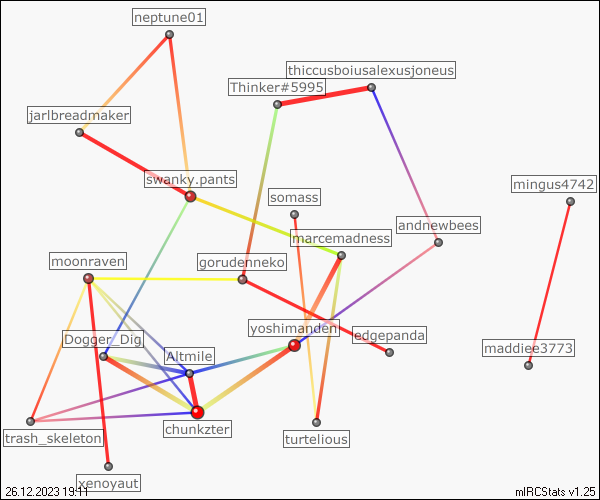 neptune01
thiccusboiusalexusjoneus
Thinker#5995
jarlbreadmaker
swanky.pants
mingus4742
somass
andnewbees
marcemadness
moonraven
gorudenneko
yoshimanden
edgepanda
Dogger_Dig
maddiee3773
Altmile
chunkzter
trash_skeleton
turtelious
xenoyaut
26.12.2023 19:11
mIRCStats v1.25